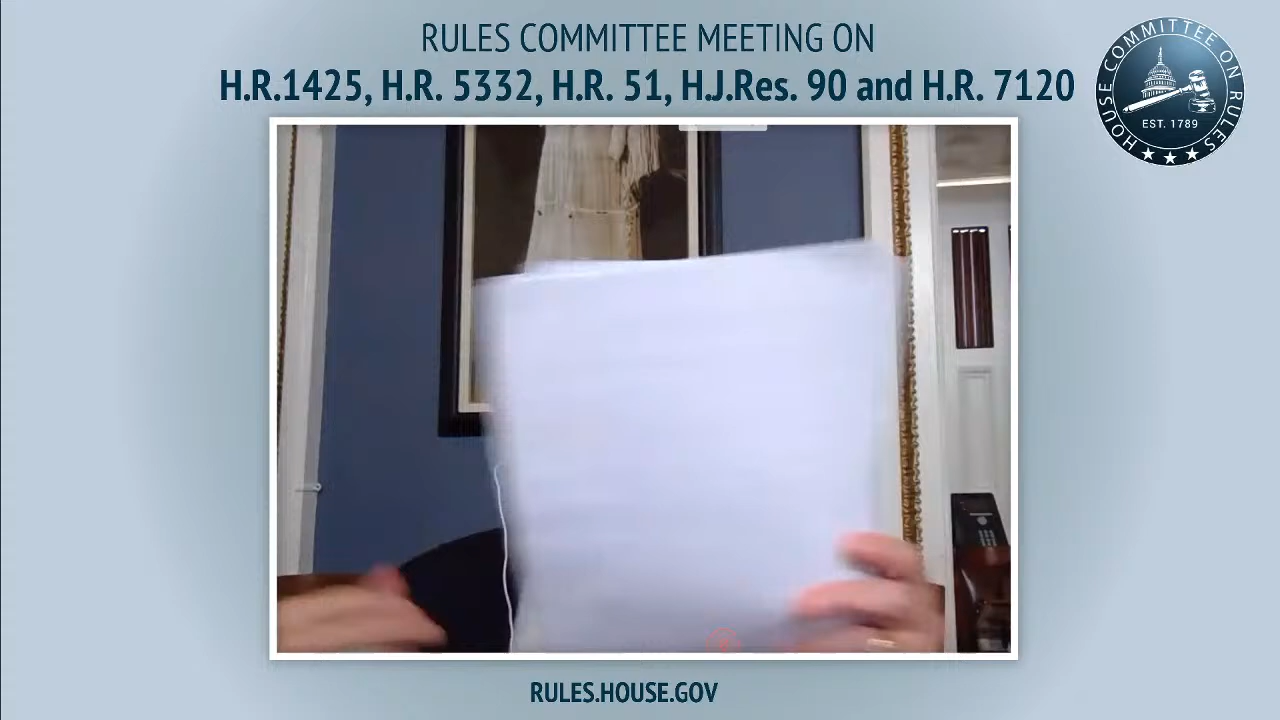 RULES COMMITTEE MEETING ON
H.R.1425, H.R. 5332, H.R. 51, H.J.Res. 90 and H.R. 7120
HOUSE COMMITTEE ON RULES
EST. 1789
RULES.HOUSE.GOV